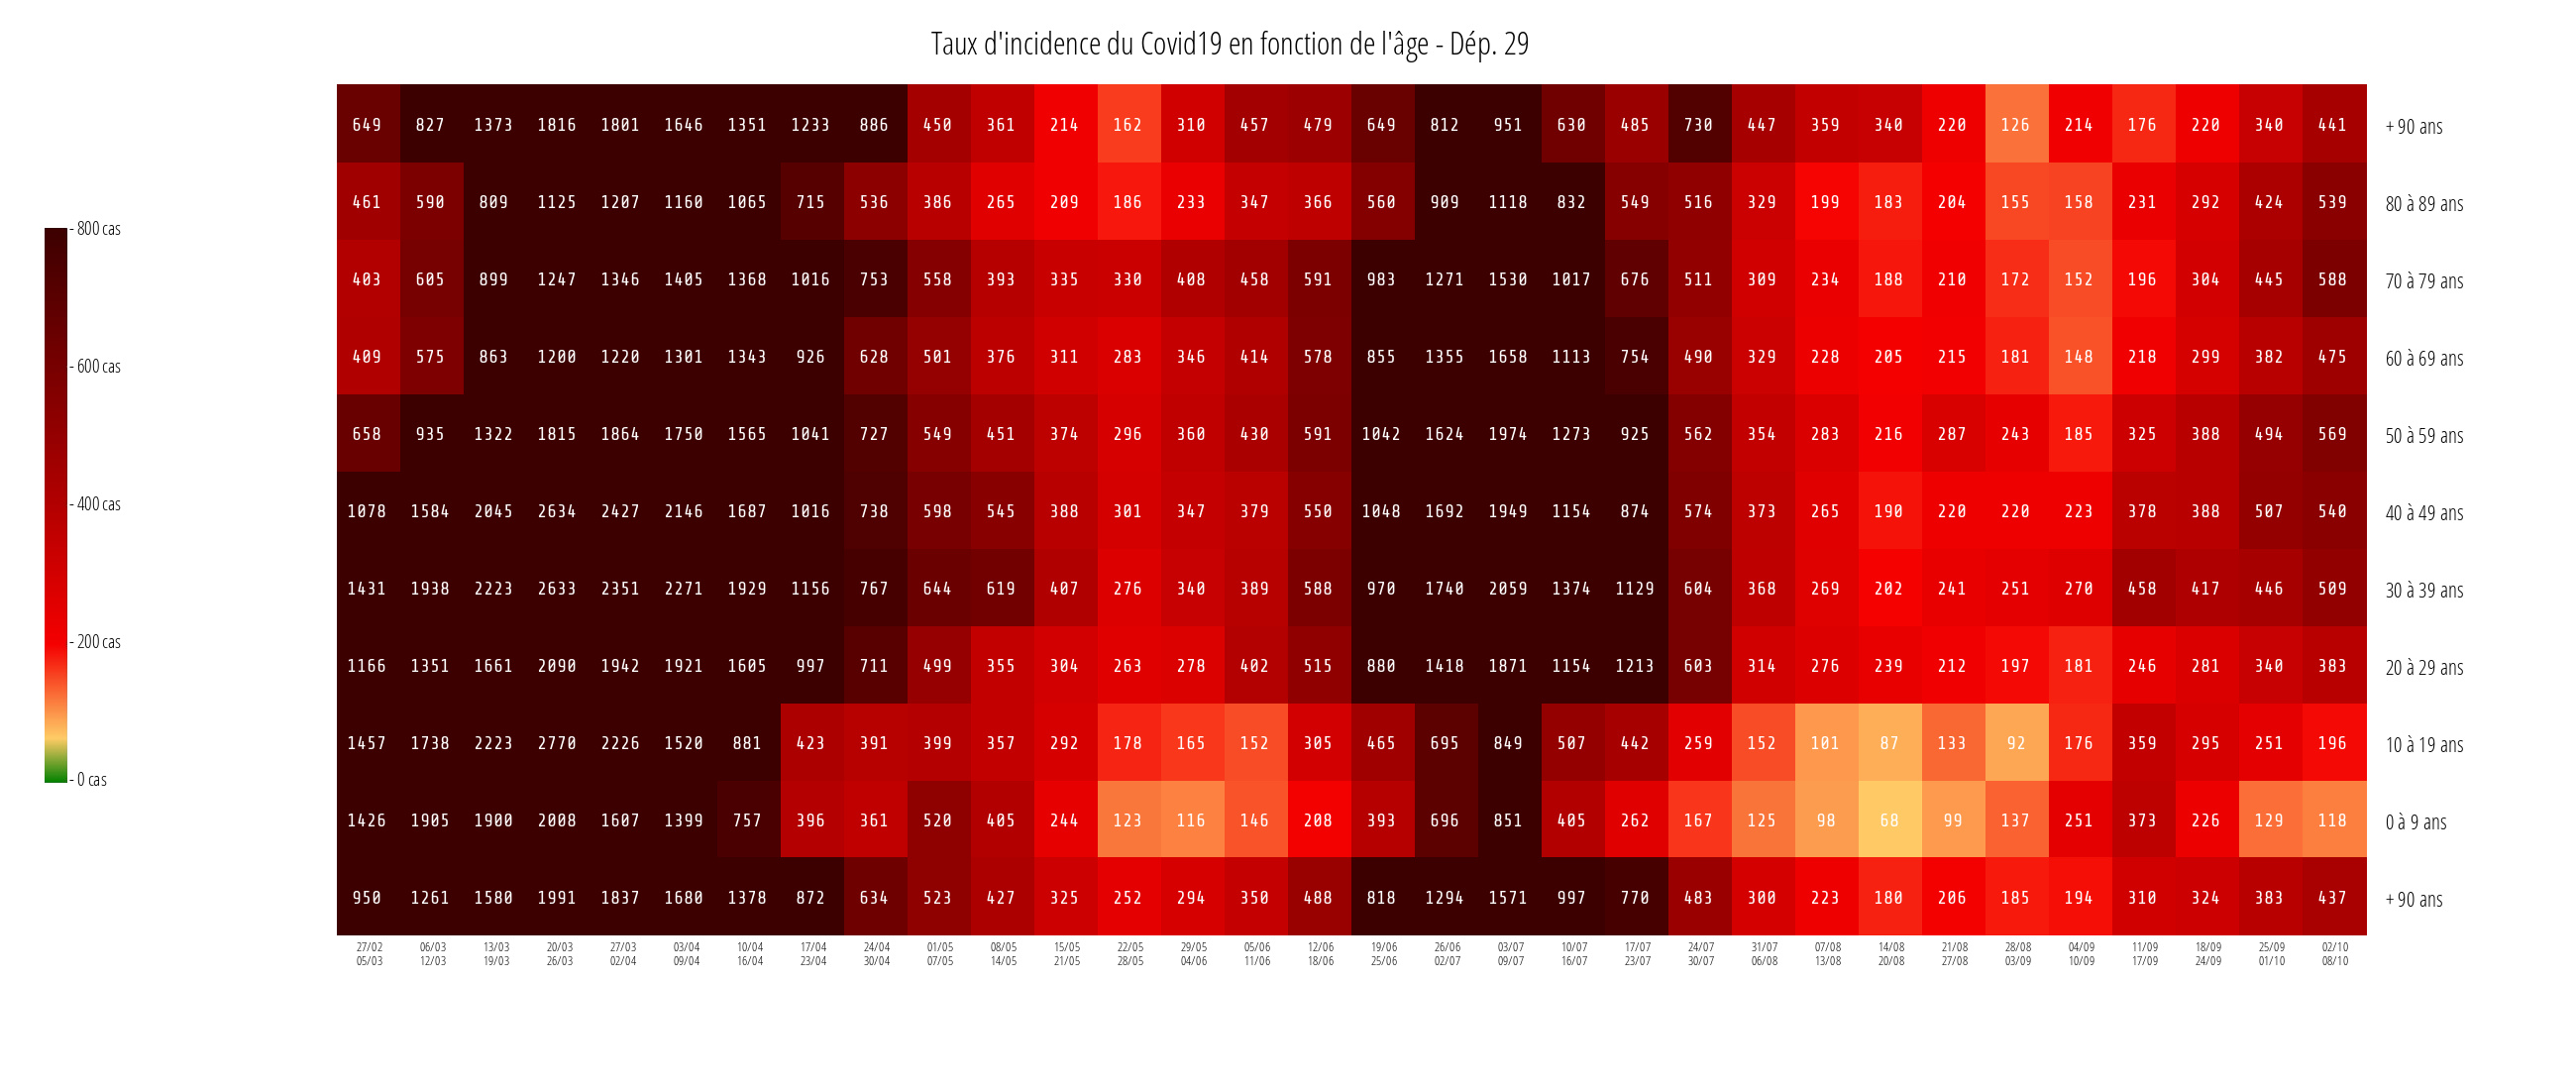 Taux d'incidence du Covid19 en fonction de l'âge - Dép. 29
- 800 cas
- 600 cas
- 400 cas
- 200 cas
- 0 cas
649 827 1373 1816 1801 1646 1351 1233 886 450 361 214 162 310 457 479 649 812 951 630 485 730 447 359 340 220 126 214 176 220 340 441 + 90 ans
461 590 809 1125 1207 1160 1065 715 536 386 265 209 186 233 347 366 560 909 1118 832 549 516 329 199 183 204 155 158 231 292 424 539 80 à 89 ans
403 605 899 1247 1346 1405 1368 1016 753 558 393 335 330 408 458 591 983 1271 1530 1017 676 511 309 234 188 210 172 152 196 304 445 588 70 à 79 ans
409 575 863 1200 1220 1301 1343 926 628 501 376 311 283 346 414 578 855 1355 1658 1113 754 490 329 228 205 215 181 148 218 299 382 475 60 à 69 ans
658 935 1322 1815 1864 1750 1565 1041 727 549 451 374 296 360 430 591 1042 1624 1974 1273 925 562 354 283 216 287 243 185 325 388 494 569 50 à 59 ans
1078 1584 2045 2634 2427 2146 1687 1016 738 598 545 388 301 347 379 550 1048 1692 1949 1154 874 574 373 265 190 220 220 223 378 388 507 540 40 à 49 ans
1431 1938 2223 2633 2351 2271 1929 1156 767 644 619 407 276 340 389 588 970 1740 2059 1374 1129 604 368 269 202 241 251 270 458 417 446 509 30 à 39 ans
1166 1351 1661 2090 1942 1921 1605 997 711 499 355 304 263 278 402 515 880 1418 1871 1154 1213 603 314 276 239 212 197 181 246 281 340 383 20 à 29 ans
1457 1738 2223 2770 2226 1520 881 423 391 399 357 292 178 165 152 305 465 695 849 507 442 259 152 101 87 133 92 176 359 295 251 196 10 à 19 ans
1426 1905 1900 2008 1607 1399 757 396 361 520 405 244 123 116 146 208 393 696 851 405 262 167 125 98 68 99 137 251 373 226 129 118 0 à 9 ans
950 1261 1580 1991 1837 1680 1378 872 634 523 427 325 252 294 350 488 818 1294 1571 997 770 483 300 223 180 206 185 194 310 324 383 437 + 90 ans
27/02 06/03 13/03 20/03 27/03 03/04 10/04 17/04 24/04 01/05 08/05 15/05 22/05 29/05 05/06 12/06 19/06 26/06 03/07 10/07 17/07 24/07 31/07 07/08 14/08 21/08 28/08 04/09 11/09 18/09 25/09 02/10
05/03 12/03 19/03 26/03 02/04 09/04 16/04 23/04 30/04 07/05 14/05 21/05 28/05 04/06 11/06 18/06 25/06 02/07 09/07 16/07 23/07 30/07 06/08 13/08 20/08 27/08 03/09 10/09 17/09 24/09 01/10 08/10